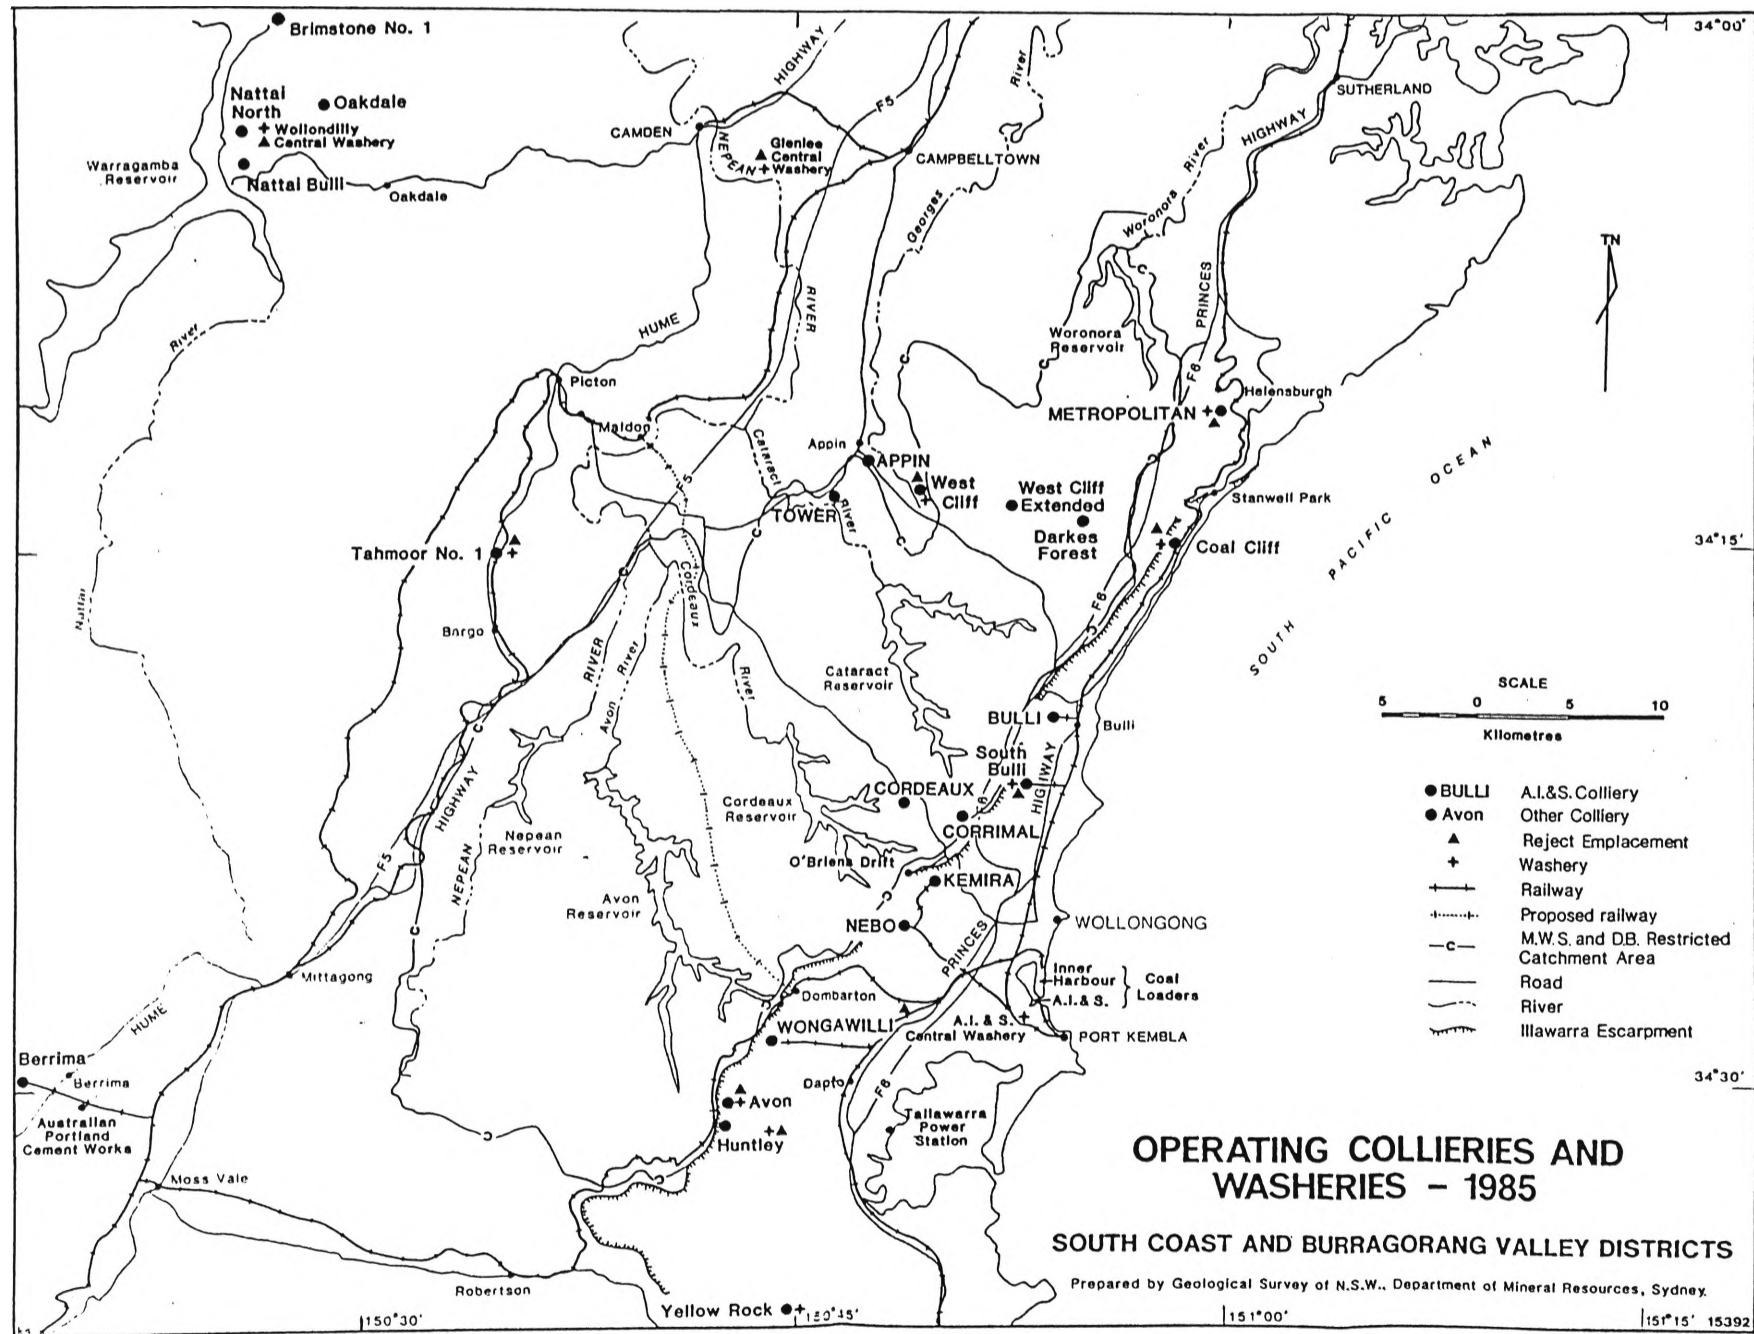 Brimstone No. 1
34°00'
Nattai
North
Oakdale
Wollondilly
Central Washery
Warragamba
Reservoir
Nattai Bulli
Oakdale
CAMDEN
HIGHWAY
NEPEAN
Glenlee
Central
Washery
F5
CAMPBELLTOWN
River
Georges
SUTHERLAND
HIGHWAY
River
Woronora
C
PRINCES
TN
River
HUME
RIVER
Woronora
Reservoir
C
C
F6
Picton
Helensburgh
METROPOLITAN
Maldon
Cataract
Appin
APPIN
West
Cliff
West Cliff
Extended
OCEAN
F5
TOWER
River
C
C
C
Darkes
Forest
Stanwell Park
PACIFIC
Tahmoor No. 1
Coal Cliff
34°15'
Nattai
C
Cordeaux
F6
SOUTH
Bargo
C
RIVER
Avon River
River
Cataract
Reservoir
SCALE
5 0 5 10
Kilometres
BULLI
Bulli
C
HIGHWAY
South
Bulli
HIGHWAY
CORDEAUX
Cordeaux
Reservoir
CORRIMAL
Nepean
Reservoir
O'Briens Drift
F5
NEPEAN
KEMIRA
Avon
Reservoir
C
C
NEBO
PRINCES
WOLLONGONG
BULLI A.I.&S. Colliery
Avon Other Colliery
Reject Emplacement
Washery
Railway
Proposed railway
C M.W.S. and D.B. Restricted
Catchment Area
Road
River
Illawarra Escarpment
Mittagong
Inner
Harbour
A.I.& S.
Coal
Loaders
Dombarton
C
HUME
WONGAWILLI
A.I. & S.
Central Washery
PORT KEMBLA
Berrima
Berrima
Dapto
F6
34°30'
Avon
Australian
Portland
Cement Works
Huntley
Tallawarra
Power
Station
C
C
Moss Vale
OPERATING COLLIERIES AND
WASHERIES – 1985
SOUTH COAST AND BURRAGORANG VALLEY DISTRICTS
Robertson
Prepared by Geological Survey of N.S.W., Department of Mineral Resources, Sydney.
Yellow Rock
150°30'
150°45'
151°00'
151°15'
15392